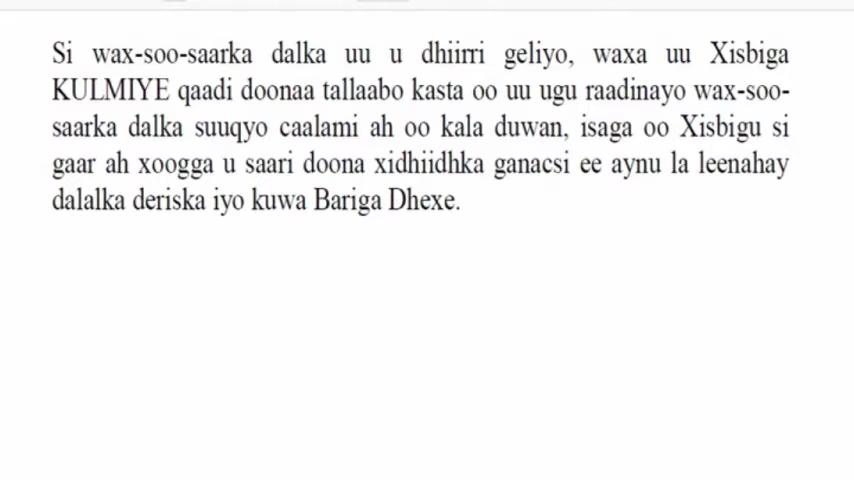 Si wax-soo-saarka dalka uu u dhiirri geliyo, waxa uu Xisbiga
KULMIYE qaadi doonaa tallaabo kasta oo uu ugu raadinayo wax-soo-
saarka dalka suuqyo caalami ah oo kala duwan, isaga oo Xisbigu si
gaar ah xoogga u saari doona xidhiidhka ganacsi ee aynu la leenahay
dalalka deriska iyo kuwa Bariga Dhexe.